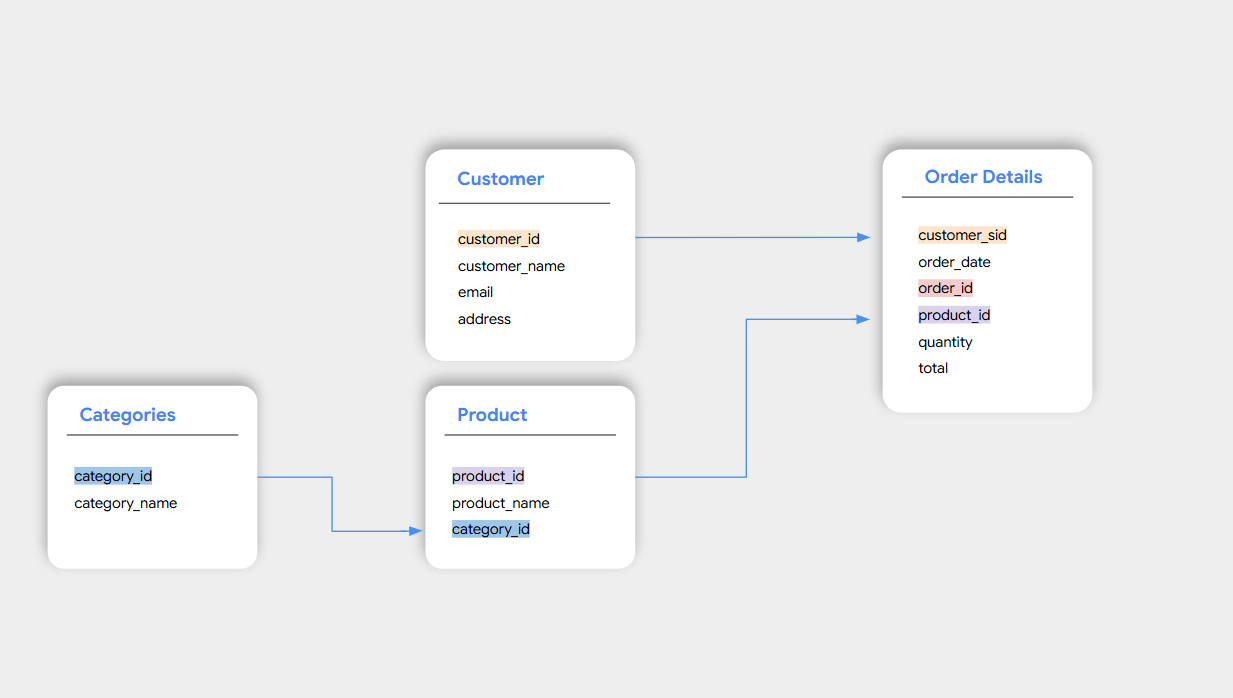 Customer
customer_id
customer_name
email
address
Order Details
customer_sid
order_date
order_id
product_id
quantity
total
Categories
category_id
category_name
Product
product_id
product_name
category_id